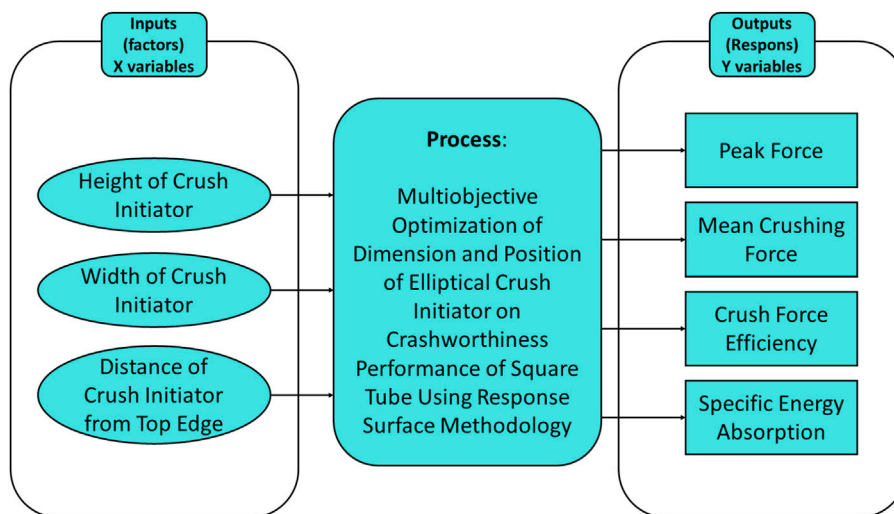 Inputs
(factors)
X variables
Height of Crush
Initiator
Width of Crush
Initiator
Distance of
Crush Initiator
from Top Edge
Process:
Multiobjective
Optimization of
Dimension and Position
of Elliptical Crush
Initiator on
Crashworthiness
Performance of Square
Tube Using Response
Surface Methodology
Outputs
(Respons)
Y variables
Peak Force
Mean Crushing
Force
Crush Force
Efficiency
Specific Energy
Absorption